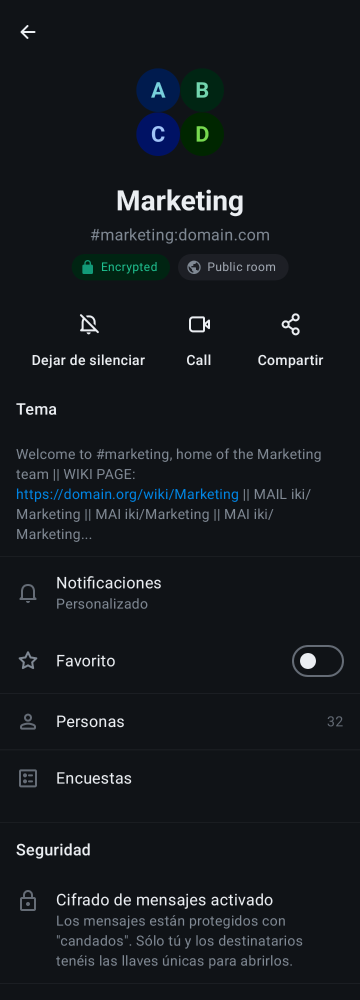 A B
C D
Marketing
#marketing:domain.com
Encrypted Public room
Dejar de silenciar Call Compartir
Tema
Welcome to #marketing, home of the Marketing
team || WIKI PAGE:
https://domain.org/wiki/Marketing || MAIL iki/
Marketing || MAI iki/Marketing || MAI iki/
Marketing...
Notificaciones
Personalizado
Favorito
Personas 32
Encuestas
Seguridad
Cifrado de mensajes activado
Los mensajes están protegidos con
"candados". Sólo tú y los destinatarios
tenéis las llaves únicas para abrirlos.